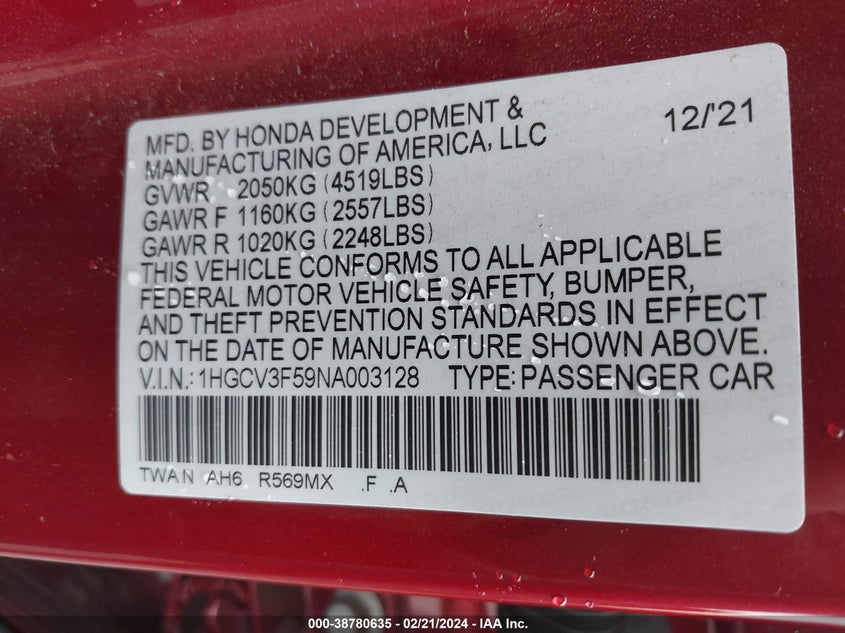 12/'21
MFD. BY HONDA DEVELOPMENT &
MANUFACTURING OF AMERICA, LLC
GVWR 2050KG (4519LBS)
GAWR F 1160KG (2557LBS)
GAWR R 1020KG (2248LBS)
THIS VEHICLE CONFORMS TO ALL APPLICABLE
FEDERAL MOTOR VEHICLE SAFETY, BUMPER,
AND THEFT PREVENTION STANDARDS IN EFFECT
ON THE DATE OF MANUFACTURE SHOWN ABOVE.
V.I.N.: 1HGCV3F59NA003128 TYPE: PASSENGER CAR
TWA N AH6 R569MX .F .A
000-38780635 - 02/21/2024 - IAA Inc.